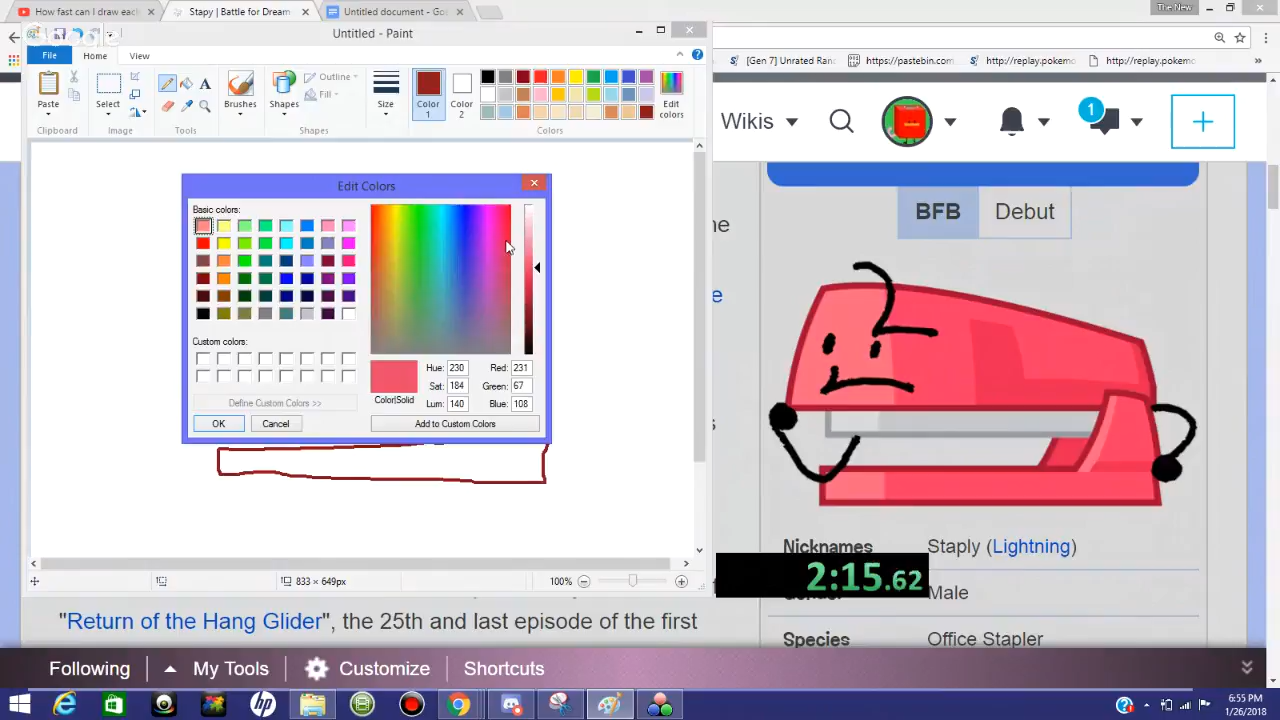 How fast can I draw each
Stapy | Battle for Dream
Untitled document - Go
The New
Untitled - Paint
File
Home
View
[Gen 7] Unrated Ran
https://pastebin.com
http://replay.pokemo
http://replay.pokemo
Paste
Select
Brushes
Shapes
Outline
Fill
Size
Color
1
Color
2
Edit
colors
Clipboard
Image
Tools
Shapes
Colors
Wikis
1
Edit Colors
Basic colors:
Custom colors:
Define Custom Colors >>
OK
Cancel
Color|Solid
Hue: 230
Sat: 184
Lum: 140
Red: 231
Green: 67
Blue: 108
Add to Custom Colors
BFB
Debut
ne
e
s
Nicknames
Staply (Lightning)
2:15.62
Male
Species
Office Stapler
833 × 649px
100%
"Return of the Hang Glider", the 25th and last episode of the first
Following
My Tools
Customize
Shortcuts
6:55 PM
1/26/2018